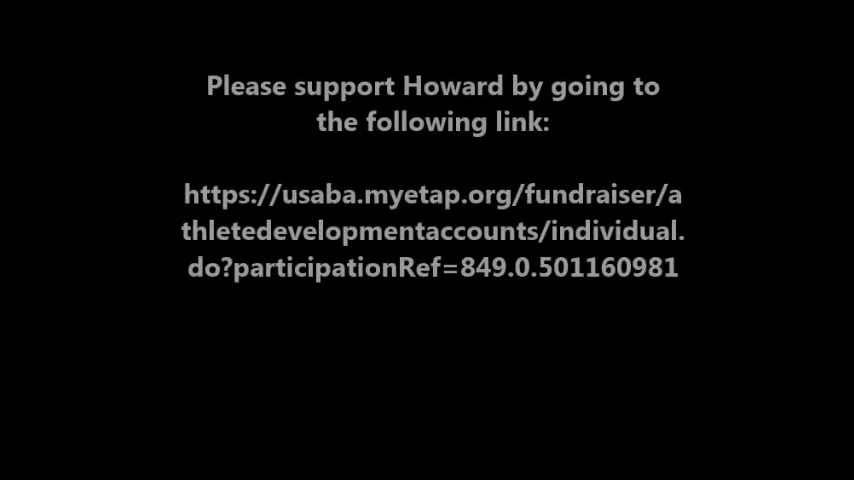 Please support Howard by going to
the following link:
https://usaba.myetap.org/fundraiser/a
thletedevelopmentaccounts/individual.
do?participationRef=849.0.501160981